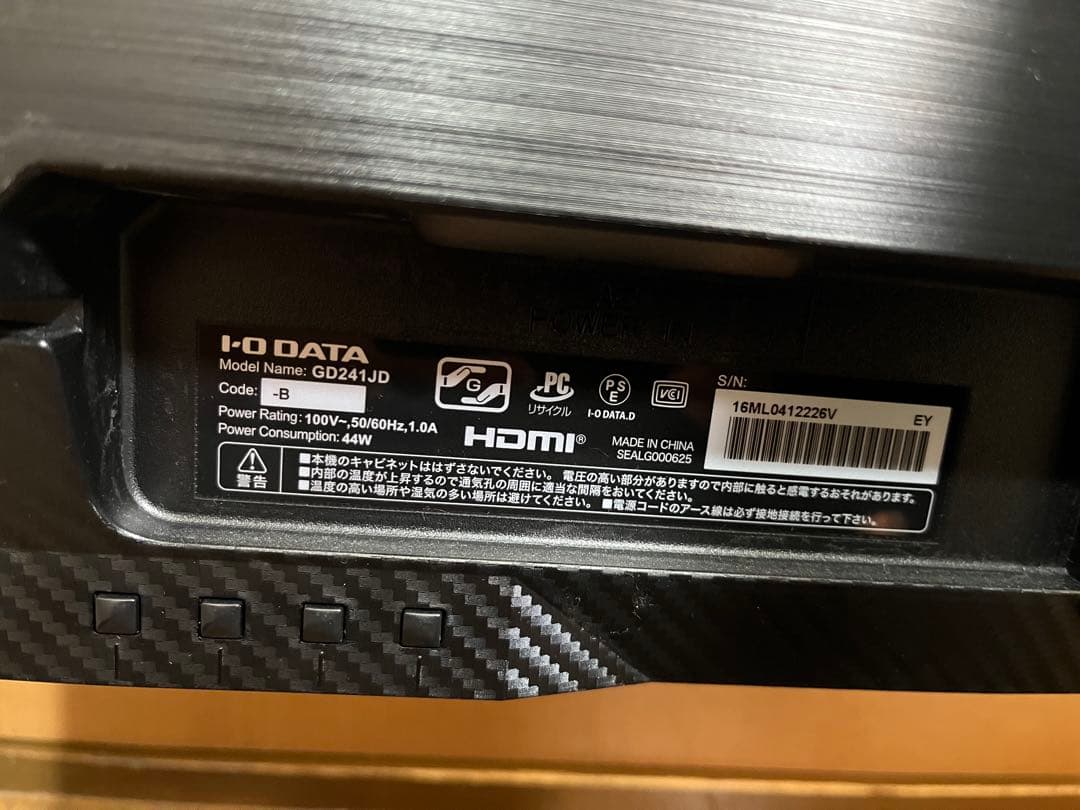 POWER IN
I-O DATA
Model Name: GD241JD
Code: -B
Power Rating: 100V~,50/60Hz,1.0A
Power Consumption: 44W
G
PC
リサイクル
PS
E
I-O DATA.D
VCI
HDMI®
MADE IN CHINA
SEALG000625
S/N:
16ML0412226V EY
警告
■本機のキャビネットははずさないでください。 電圧の高い部分がありますので内部に触ると感電するおそれがあります。
■内部の温度が上昇するので通気孔の周囲に適当な間隔をおいてください。
■温度の高い場所や湿気の多い場所は避けてください。 ■電源コードのアース線は必ず接地接続を行って下さい。